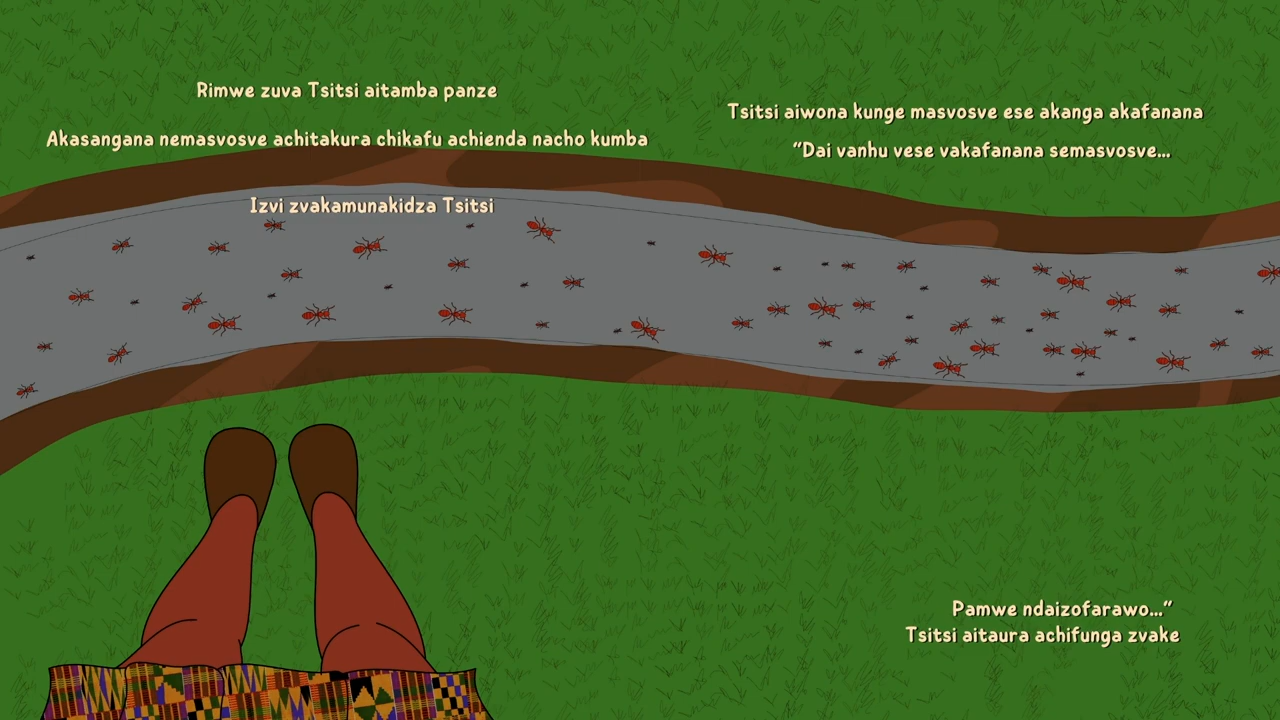 Rimwe zuva Tsitsi aitamba panze
Akasangana nemasvosve achitakura chikafu achienda nacho kumba
Izvi zvakamunakidza Tsitsi
Tsitsi aiwona kunge masvosve ese akanga akafanana
“Dai vanhu vese vakafanana semasvosve...
Pamwe ndaizofarawo...”
Tsitsi aitaura achifunga zvake